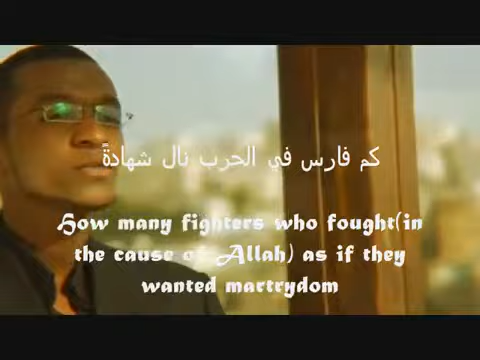 كم فارس في الحرب نال شهادةً
How many fighters who fought(in
the cause of Allah) as if they
wanted martrydom